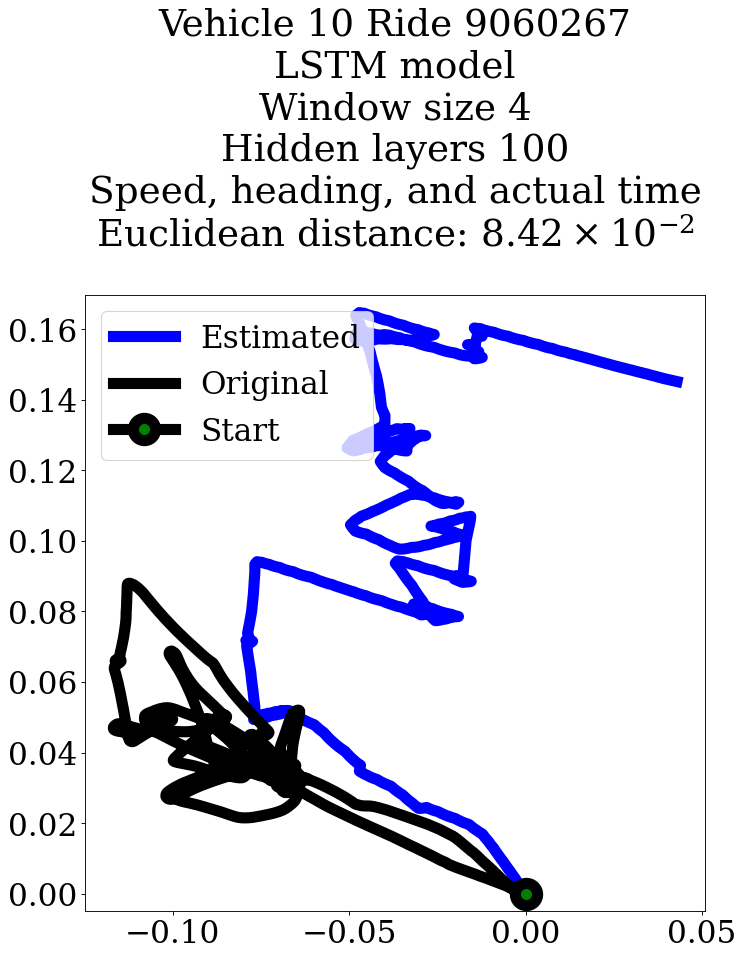 Vehicle 10 Ride 9060267
LSTM model
Window size 4
Hidden layers 100
Speed, heading, and actual time
Euclidean distance: 8.42 × 10⁻²
Estimated
Original
Start
0.16
0.14
0.12
0.10
0.08
0.06
0.04
0.02
0.00
−0.10
−0.05
0.00
0.05